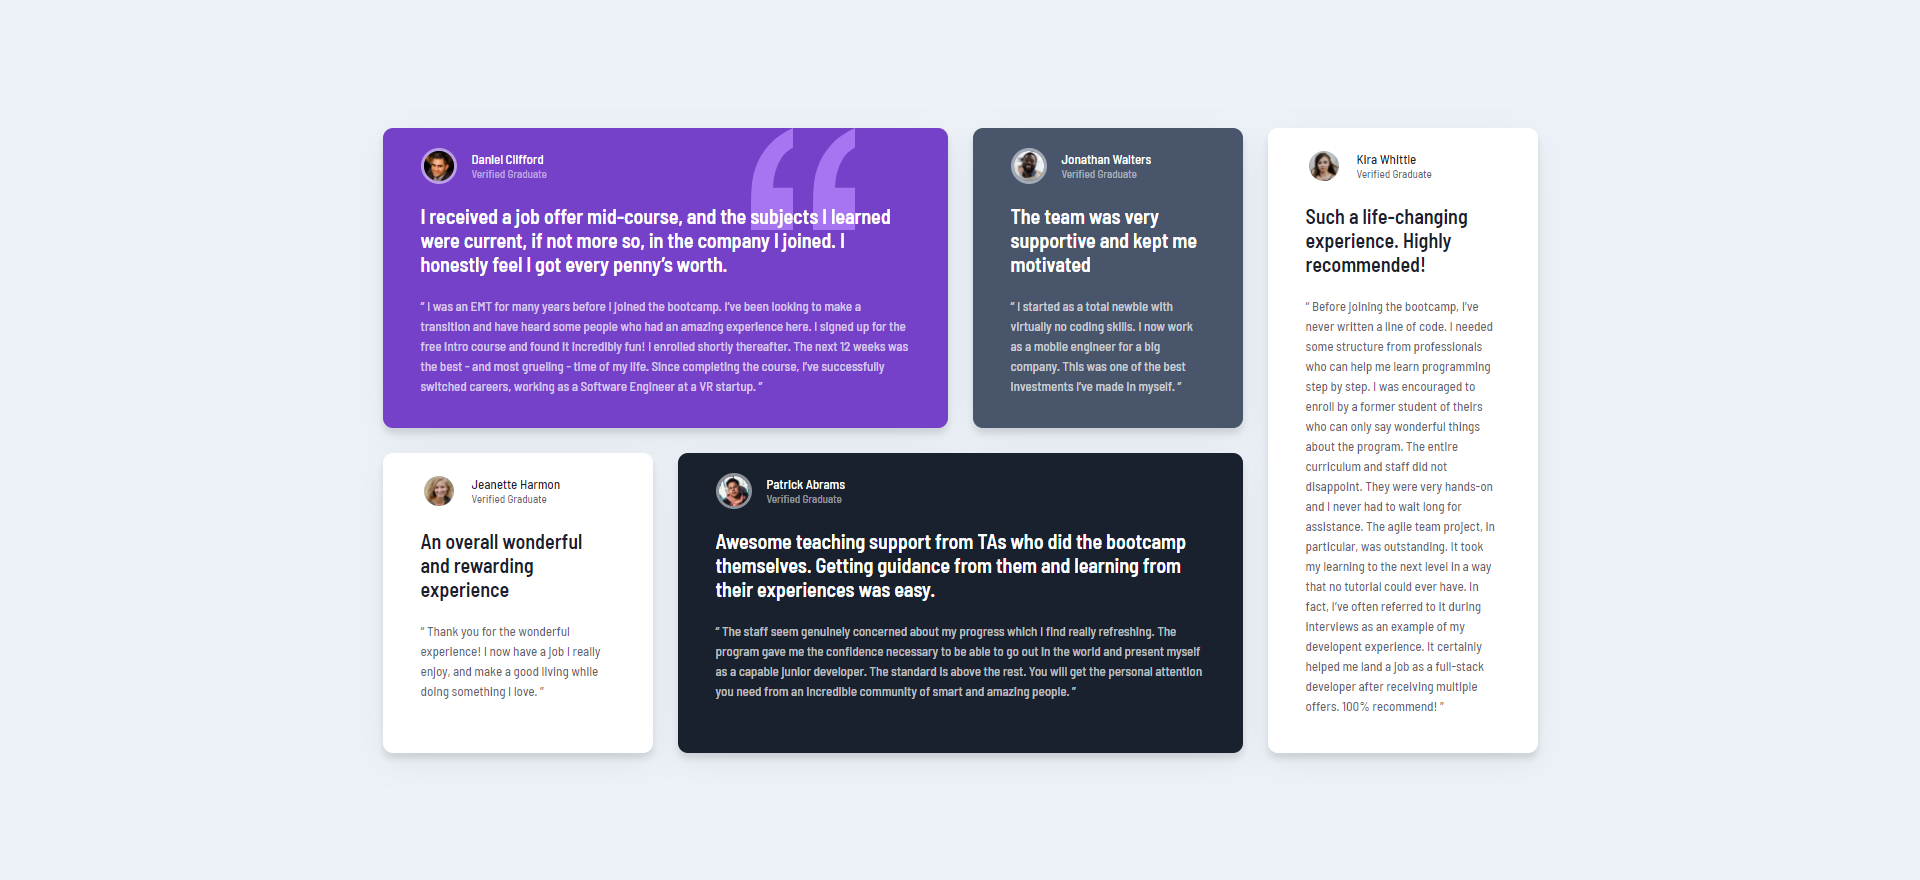 Daniel Clifford
Verified Graduate
I received a job offer mid-course, and the subjects I learned
were current, if not more so, in the company I joined. I
honestly feel I got every penny’s worth.
“ I was an EMT for many years before I joined the bootcamp. I’ve been looking to make a
transition and have heard some people who had an amazing experience here. I signed up for the
free intro course and found it incredibly fun! I enrolled shortly thereafter. The next 12 weeks was
the best - and most grueling - time of my life. Since completing the course, I’ve successfully
switched careers, working as a Software Engineer at a VR startup. ”
Jonathan Walters
Verified Graduate
The team was very
supportive and kept me
motivated
“ I started as a total newbie with
virtually no coding skills. I now work
as a mobile engineer for a big
company. This was one of the best
investments I’ve made in myself. ”
Kira Whittle
Verified Graduate
Such a life-changing
experience. Highly
recommended!
“ Before joining the bootcamp, I’ve
never written a line of code. I needed
some structure from professionals
who can help me learn programming
step by step. I was encouraged to
enroll by a former student of theirs
who can only say wonderful things
about the program. The entire
curriculum and staff did not
disappoint. They were very hands-on
and I never had to wait long for
assistance. The agile team project, in
particular, was outstanding. It took
my learning to the next level in a way
that no tutorial could ever have. In
fact, I’ve often referred to it during
interviews as an example of my
developent experience. It certainly
helped me land a job as a full-stack
developer after receiving multiple
offers. 100% recommend! ”
Jeanette Harmon
Verified Graduate
An overall wonderful
and rewarding
experience
“ Thank you for the wonderful
experience! I now have a job I really
enjoy, and make a good living while
doing something I love. ”
Patrick Abrams
Verified Graduate
Awesome teaching support from TAs who did the bootcamp
themselves. Getting guidance from them and learning from
their experiences was easy.
“ The staff seem genuinely concerned about my progress which I find really refreshing. The
program gave me the confidence necessary to be able to go out in the world and present myself
as a capable junior developer. The standard is above the rest. You will get the personal attention
you need from an incredible community of smart and amazing people. ”